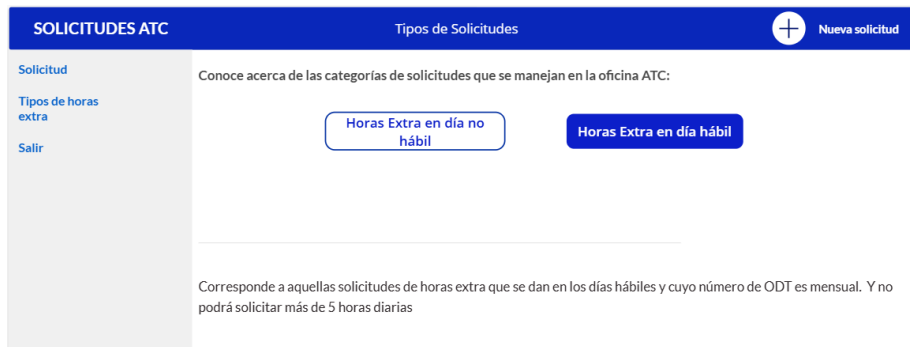 SOLICITUDES ATC
Tipos de Solicitudes
Nueva solicitud
Solicitud
Tipos de horas
extra
Salir
Conoce acerca de las categorías de solicitudes que se manejan en la oficina ATC:
Horas Extra en día no
hábil
Horas Extra en día hábil
Corresponde a aquellas solicitudes de horas extra que se dan en los días hábiles y cuyo número de ODT es mensual. Y no
podrá solicitar más de 5 horas diarias